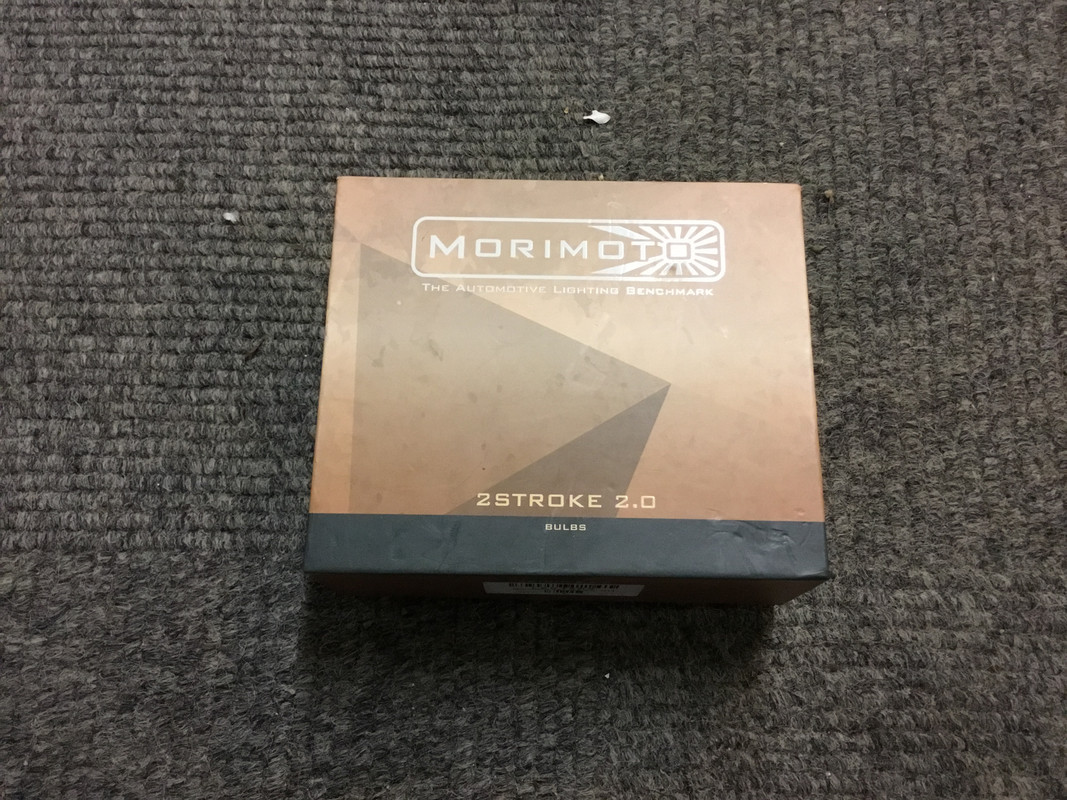 MORIMOTO
THE AUTOMOTIVE LIGHTING BENCHMARK
2STROKE 2.0
BULBS